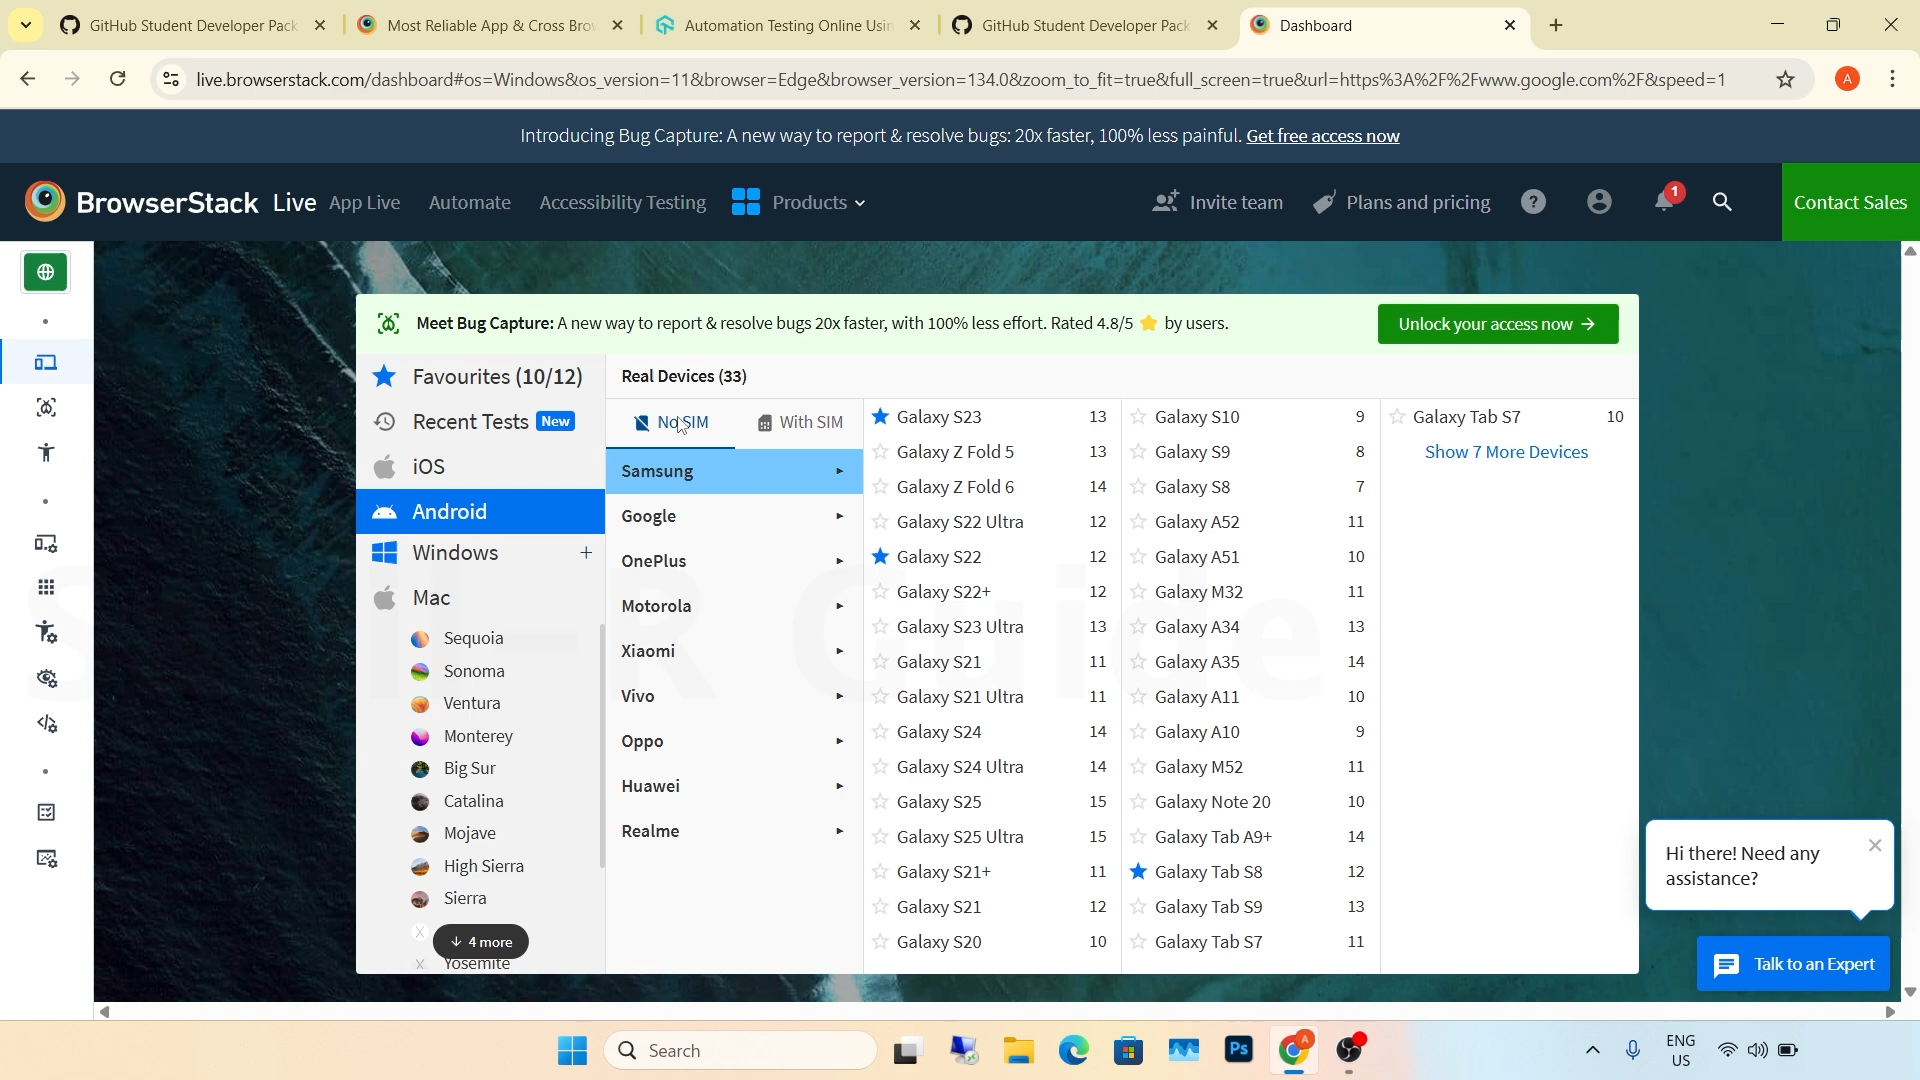 GitHub Student Developer Pack
Most Reliable App & Cross Brow
Automation Testing Online Usin
GitHub Student Developer Pack
Dashboard
live.browserstack.com/dashboard#os=Windows&os_version=11&browser=Edge&browser_version=134.0&zoom_to_fit=true&full_screen=true&url=https%3A%2F%2Fwww.google.com%2F&speed=1
A
Introducing Bug Capture: A new way to report & resolve bugs: 20x faster, 100% less painful. Get free access now
BrowserStack Live
App Live
Automate
Accessibility Testing
Products
Invite team
Plans and pricing
?
1
Contact Sales
Meet Bug Capture: A new way to report & resolve bugs 20x faster, with 100% less effort. Rated 4.8/5 ⭐ by users.
Unlock your access now →
Favourites (10/12)
Recent Tests New
iOS
Android
Windows +
Mac
Sequoia
Sonoma
Ventura
Monterey
Big Sur
Catalina
Mojave
High Sierra
Sierra
↓ 4 more
Yosemite
Real Devices (33)
No SIM
With SIM
Samsung
Google
OnePlus
Motorola
Xiaomi
Vivo
Oppo
Huawei
Realme
Galaxy S23 13
Galaxy Z Fold 5 13
Galaxy Z Fold 6 14
Galaxy S22 Ultra 12
Galaxy S22 12
Galaxy S22+ 12
Galaxy S23 Ultra 13
Galaxy S21 11
Galaxy S21 Ultra 11
Galaxy S24 14
Galaxy S24 Ultra 14
Galaxy S25 15
Galaxy S25 Ultra 15
Galaxy S21+ 11
Galaxy S21 12
Galaxy S20 10
Galaxy S10 9
Galaxy S9 8
Galaxy S8 7
Galaxy A52 11
Galaxy A51 10
Galaxy M32 11
Galaxy A34 13
Galaxy A35 14
Galaxy A11 10
Galaxy A10 9
Galaxy M52 11
Galaxy Note 20 10
Galaxy Tab A9+ 14
Galaxy Tab S8 12
Galaxy Tab S9 13
Galaxy Tab S7 11
Galaxy Tab S7 10
Show 7 More Devices
Hi there! Need any
assistance?
Talk to an Expert
Search
Ps
A
ENG
US